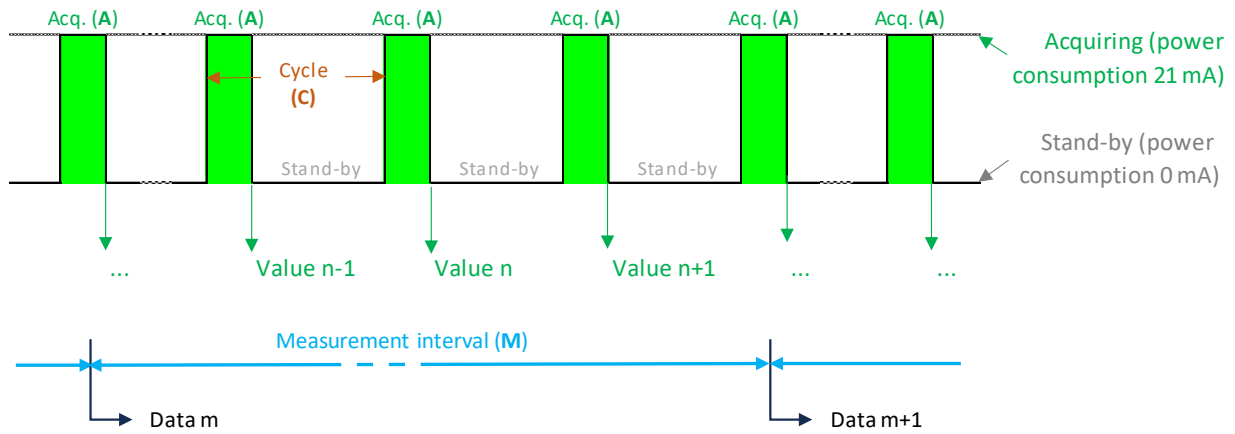 Acq. (A) Acq. (A) Acq. (A) Acq. (A) Acq. (A) Acq. (A)
Acquiring (power
consumption 21 mA)
Cycle
(C)
Stand-by Stand-by Stand-by
Stand-by (power
consumption 0 mA)
... Value n-1 Value n Value n+1 ... ...
Measurement interval (M)
Data m Data m+1